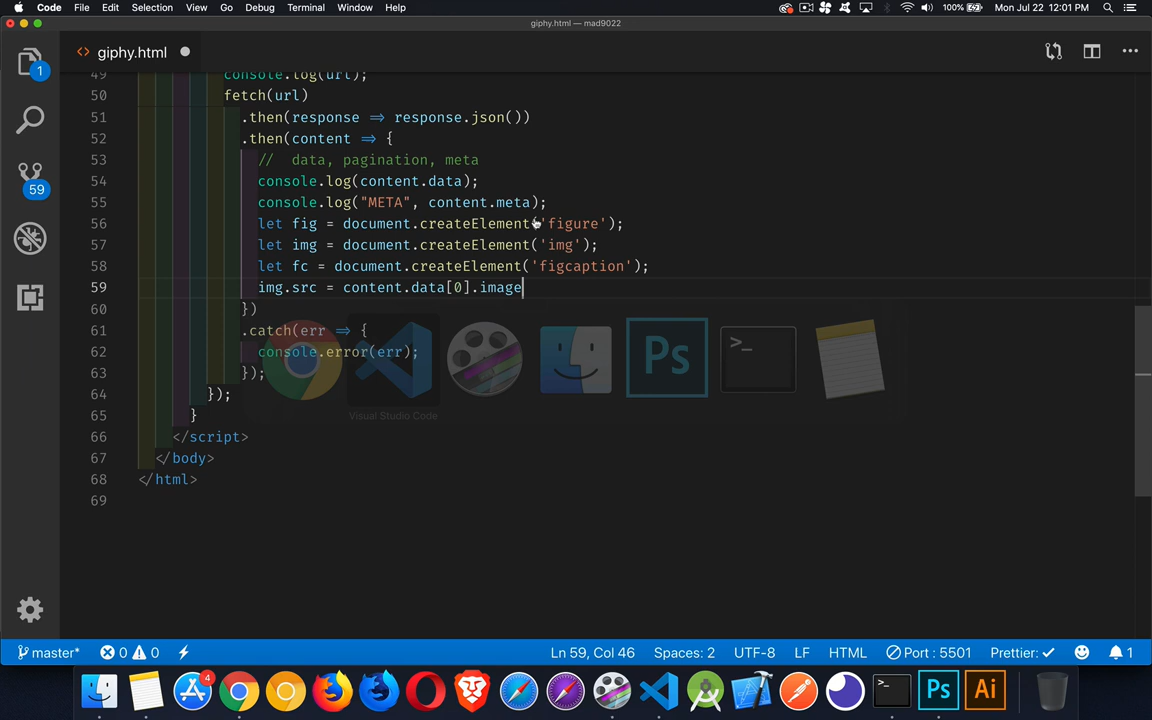 Code File Edit Selection View Go Debug Terminal Window Help 100% Mon Jul 22 12:01 PM
giphy.html — mad9022
<> giphy.html
1
59
49 console.log(url);
50 fetch(url)
51 .then(response => response.json())
52 .then(content => {
53 // data, pagination, meta
54 console.log(content.data);
55 console.log("META", content.meta);
56 let fig = document.createElement('figure');
57 let img = document.createElement('img');
58 let fc = document.createElement('figcaption');
59 img.src = content.data[0].image
60 })
61 .catch(err => {
62 console.error(err);
63 });
64 });
65 }
66 </script>
67 </body>
68 </html>
69
Ps
>_
Visual Studio Code
master* 0 0 Ln 59, Col 46 Spaces: 2 UTF-8 LF HTML Port : 5501 Prettier: ✓ 1
4 >_ Ps Ai